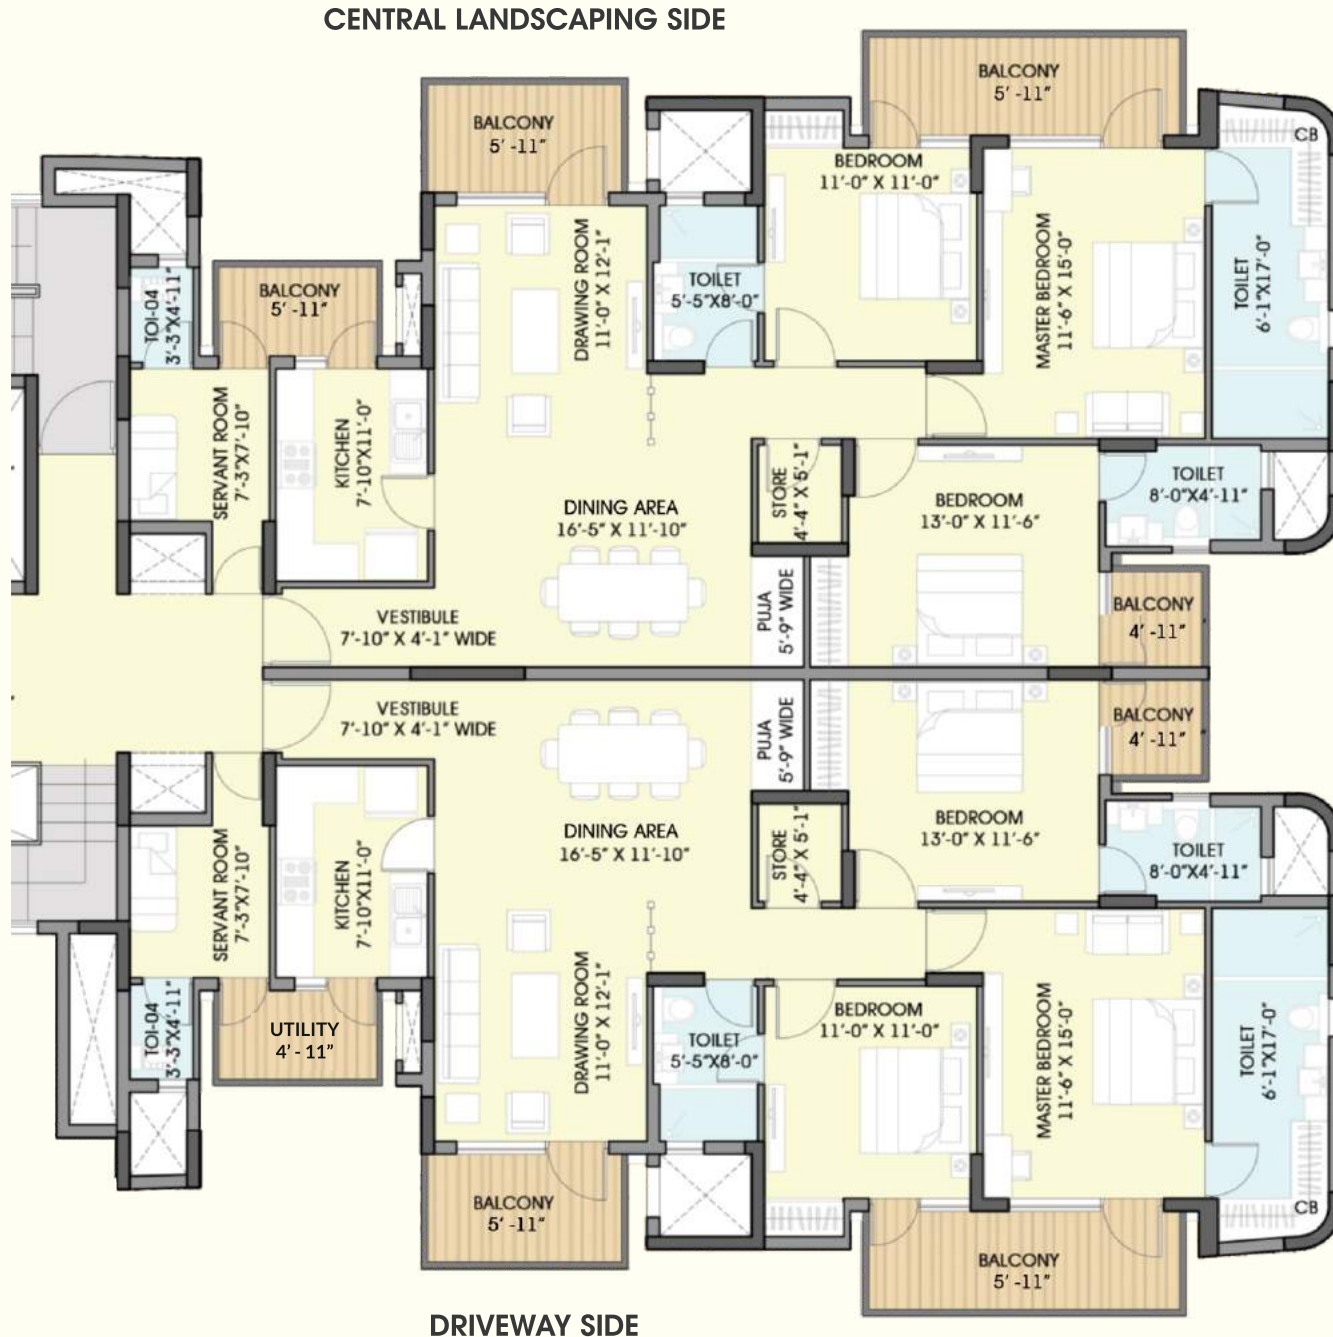 CENTRAL LANDSCAPING SIDE
BALCONY
5' -11"
BALCONY
5' -11"
CB
BEDROOM
11'-0" X 11'-0"
DRAWING ROOM
11'-0" X 12'-1"
TOILET
5'-5"X8'-0"
MASTER BEDROOM
11'-6" X 15'-0"
TOILET
6'-1"X17'-0"
TOI-04
3'-3"X4'-11"
BALCONY
5' -11"
SERVANT ROOM
7'-3"X7'-10"
KITCHEN
7'-10"X11'-0"
STORE
4'-4" X 5'-1"
TOILET
8'-0"X4'-11"
DINING AREA
16'-5" X 11'-10"
BEDROOM
13'-0" X 11'-6"
VESTIBULE
7'-10" X 4'-1" WIDE
PUJA
5'-9" WIDE
BALCONY
4' -11"
VESTIBULE
7'-10" X 4'-1" WIDE
PUJA
5'-9" WIDE
BALCONY
4' -11"
DINING AREA
16'-5" X 11'-10"
STORE
4'-4" X 5'-1"
BEDROOM
13'-0" X 11'-6"
TOILET
8'-0"X4'-11"
SERVANT ROOM
7'-3"X7'-10"
KITCHEN
7'-10"X11'-0"
TOI-04
3'-3"X4'-11"
UTILITY
4' - 11"
DRAWING ROOM
11'-0" X 12'-1"
TOILET
5'-5"X8'-0"
BEDROOM
11'-0" X 11'-0"
MASTER BEDROOM
11'-6" X 15'-0"
TOILET
6'-1"X17'-0"
BALCONY
5' -11"
CB
BALCONY
5' -11"
DRIVEWAY SIDE